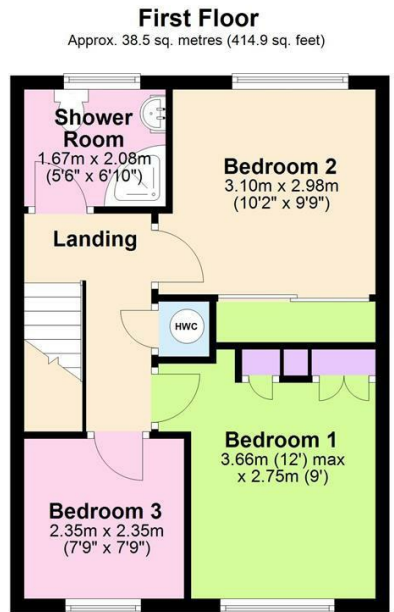 First Floor
Approx. 38.5 sq. metres (414.9 sq. feet)
Shower
Room
1.67m x 2.08m
(5'6" x 6'10")
Bedroom 2
3.10m x 2.98m
(10'2" x 9'9")
Landing
HWC
Bedroom 1
3.66m (12') max
x 2.75m (9')
Bedroom 3
2.35m x 2.35m
(7'9" x 7'9")